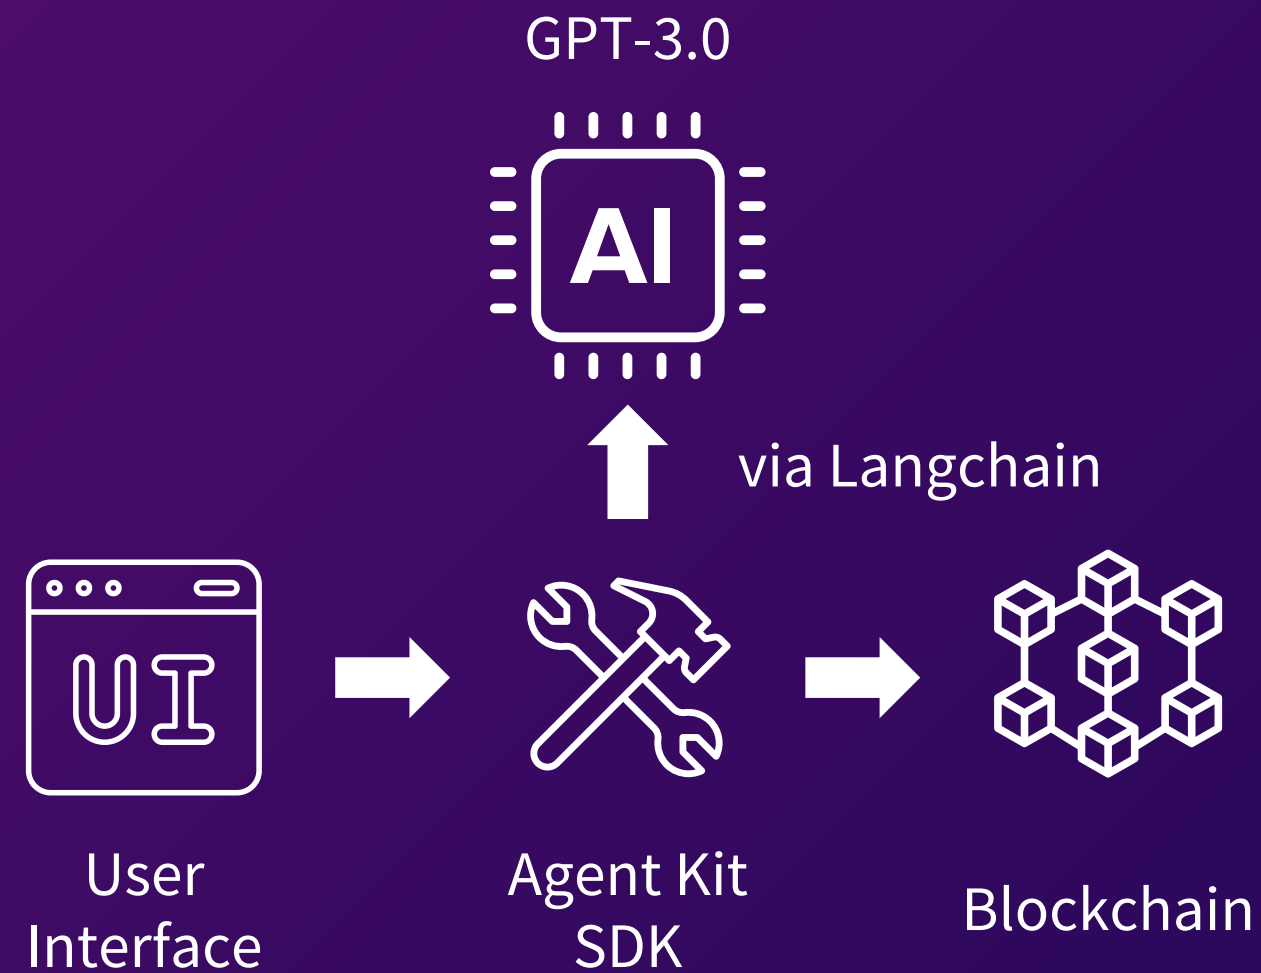 GPT-3.0
AI
via Langchain
UI
User
Interface
Agent Kit
SDK
Blockchain